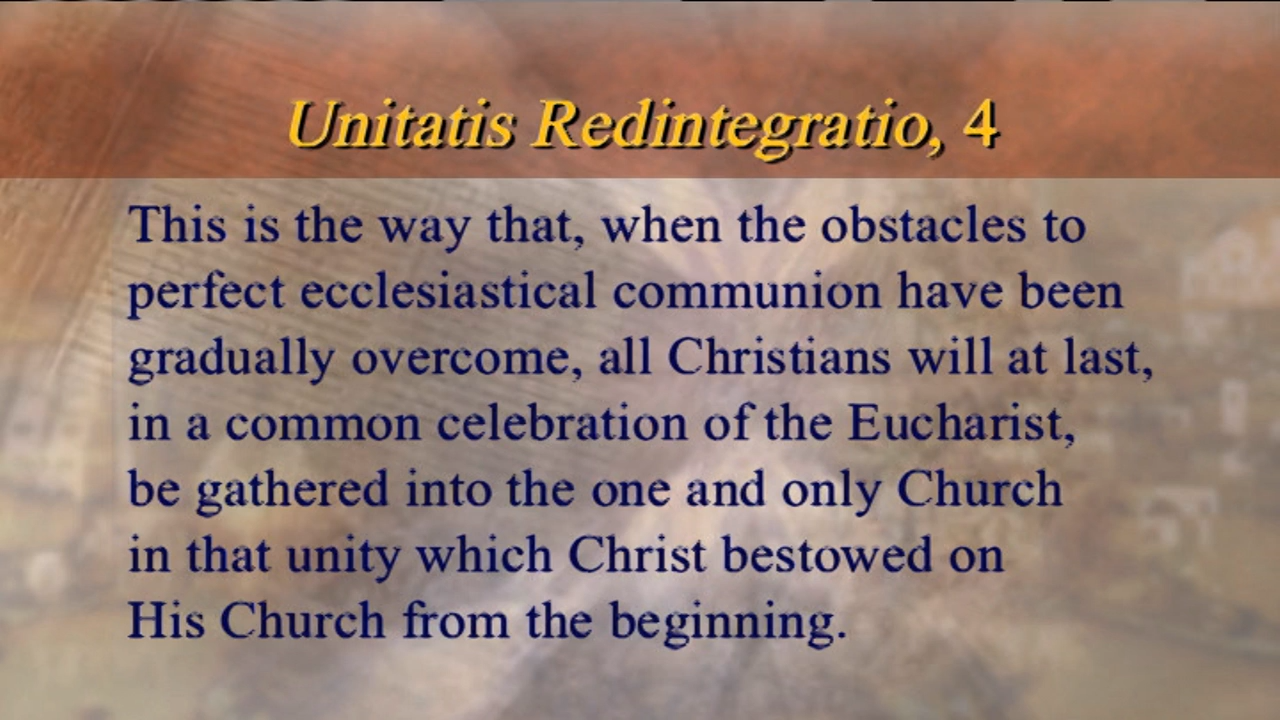 Unitatis Redintegratio, 4
This is the way that, when the obstacles to
perfect ecclesiastical communion have been
gradually overcome, all Christians will at last,
in a common celebration of the Eucharist,
be gathered into the one and only Church
in that unity which Christ bestowed on
His Church from the beginning.